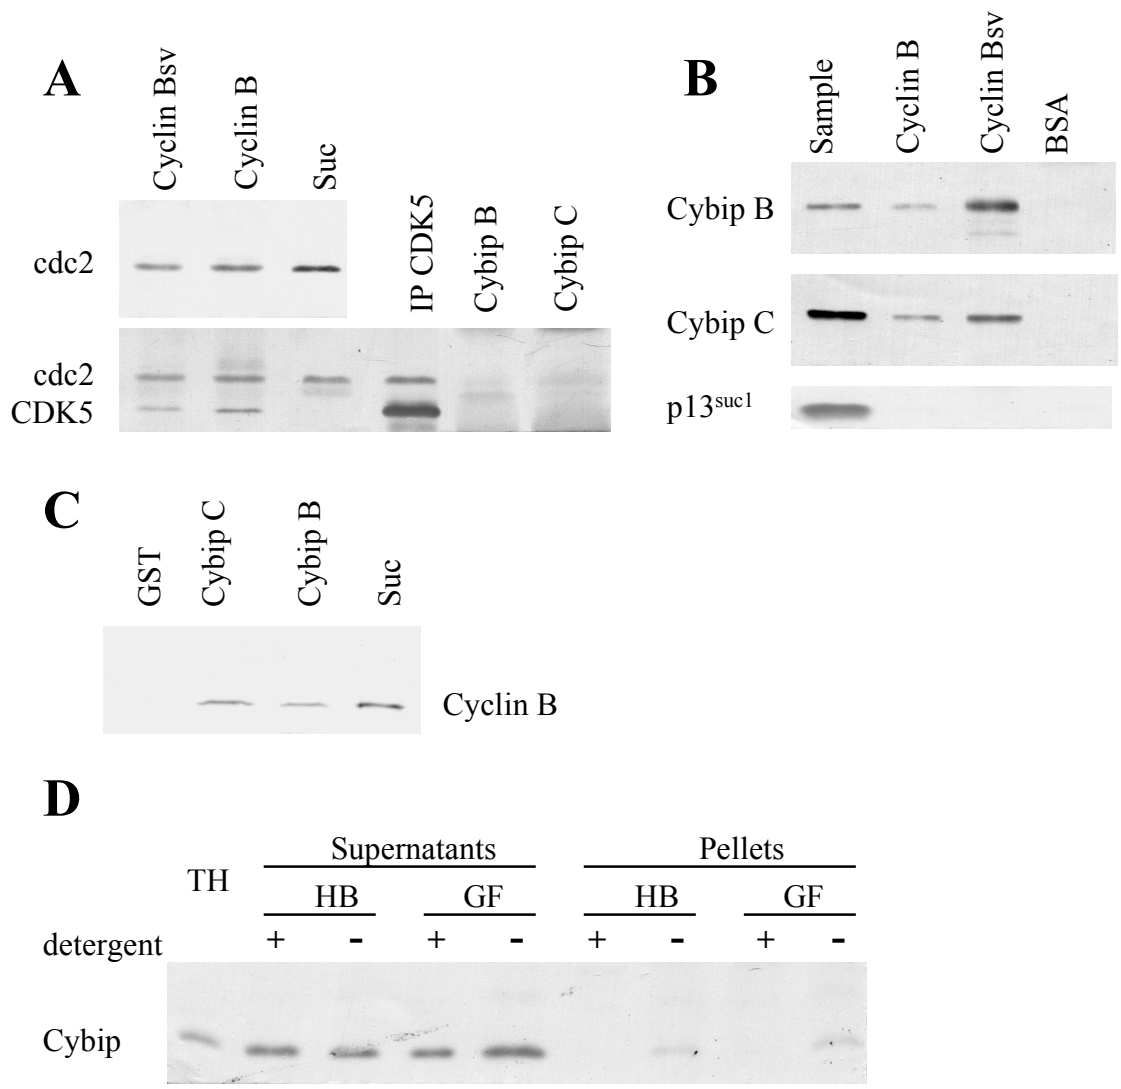 A
Cyclin Bsv
Cyclin B
Suc
cdc2
IP CDK5
Cybip B
Cybip C
cdc2
CDK5
B
Sample
Cyclin B
Cyclin Bsv
BSA
Cybip B
Cybip C
p13suc1
C
GST
Cybip C
Cybip B
Suc
Cyclin B
D
Supernatants Pellets
TH
HB GF HB GF
detergent + - + - + - + -
Cybip